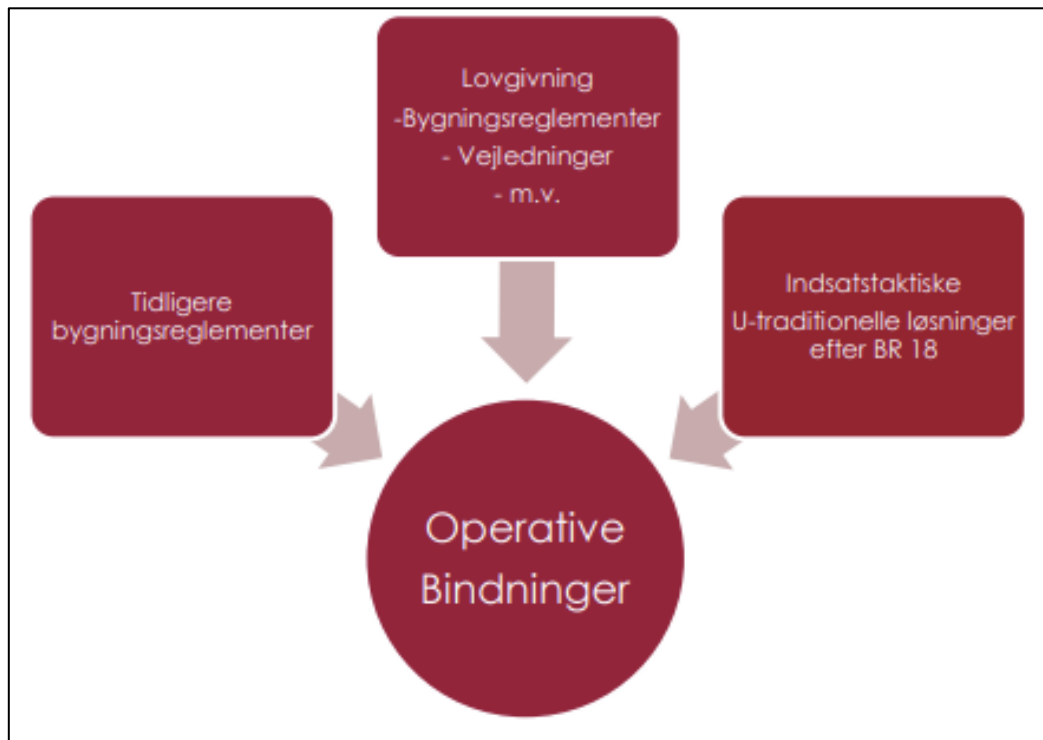 Lovgivning
-Bygningsreglementer
- Vejledninger
- m.v.
Tidligere
bygningsreglementer
Indsatstaktiske
U-traditionelle løsninger
efter BR 18
Operative
Bindninger